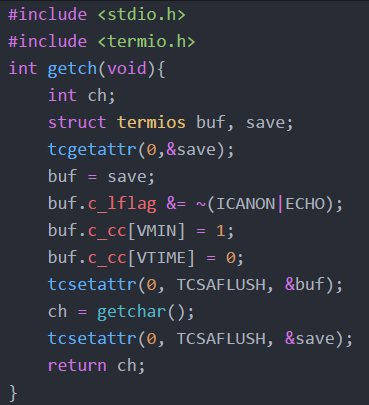 #include <stdio.h>
#include <termio.h>
int getch(void){
    int ch;
    struct termios buf, save;
    tcgetattr(0,&save);
    buf = save;
    buf.c_lflag &= ~(ICANON|ECHO);
    buf.c_cc[VMIN] = 1;
    buf.c_cc[VTIME] = 0;
    tcsetattr(0, TCSAFLUSH, &buf);
    ch = getchar();
    tcsetattr(0, TCSAFLUSH, &save);
    return ch;
}